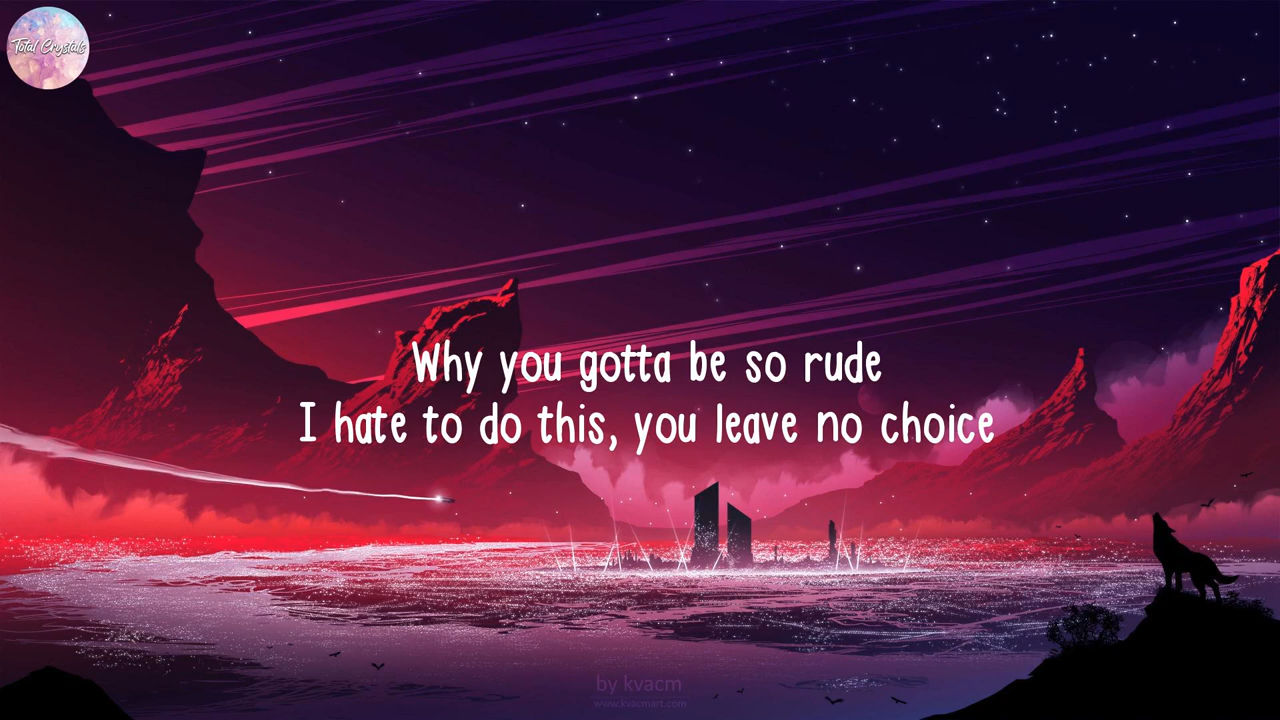 Total Crystals
Why you gotta be so rude
I hate to do this, you leave no choice
by kvacm
www.kvacmart.com